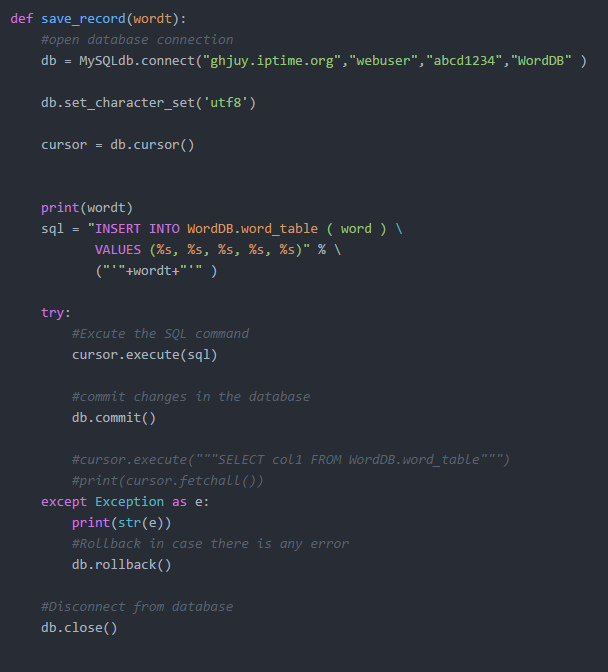 def save_record(wordt):
#open database connection
db = MySQLdb.connect("ghjuy.iptime.org","webuser","abcd1234","WordDB" )
db.set_character_set('utf8')
cursor = db.cursor()
print(wordt)
sql = "INSERT INTO WordDB.word_table ( word ) \
VALUES (%s, %s, %s, %s, %s)" % \
("'"+wordt+"'" )
try:
#Excute the SQL command
cursor.execute(sql)
#commit changes in the database
db.commit()
#cursor.execute("""SELECT col1 FROM WordDB.word_table""")
#print(cursor.fetchall())
except Exception as e:
print(str(e))
#Rollback in case there is any error
db.rollback()
#Disconnect from database
db.close()